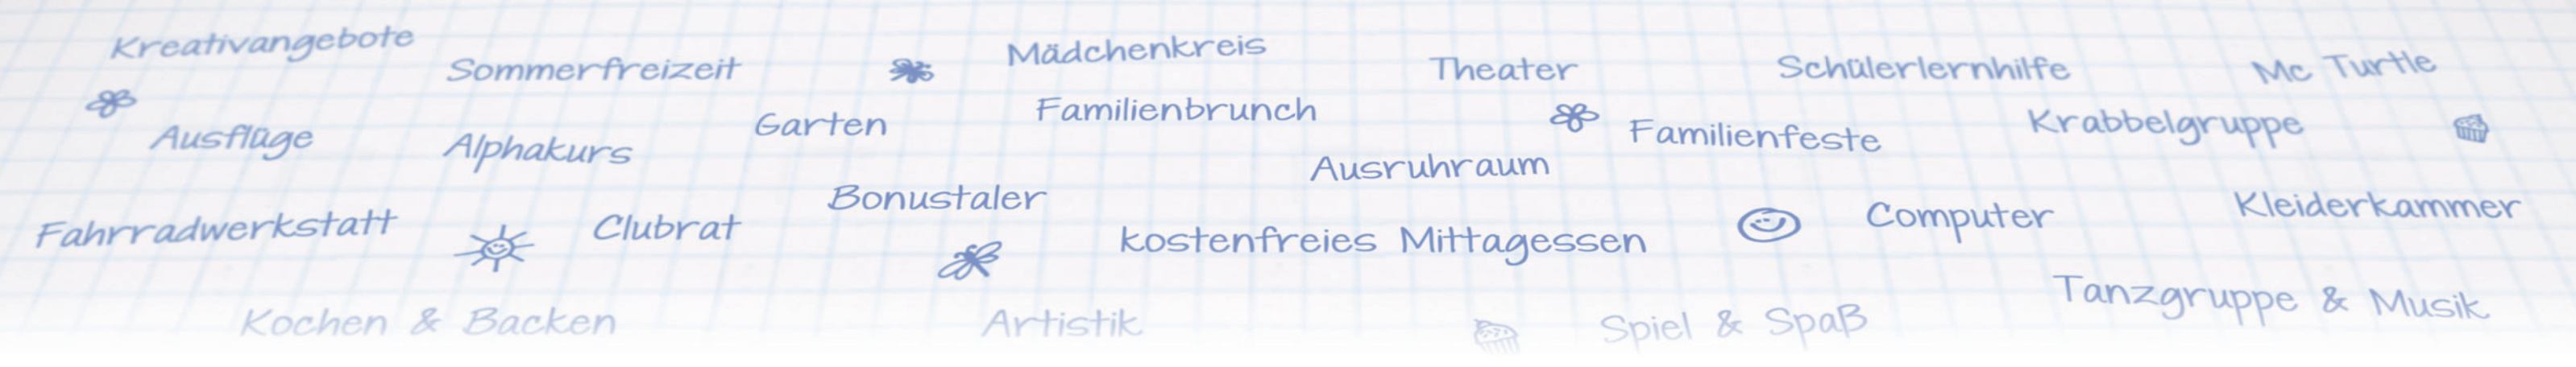 Kreativangebote
Sommerfreizeit
Mädchenkreis
Theater
Schülerlernhilfe
Mc Turtle
Ausflüge
Alphakurs
Garten
Familienbrunch
Familienfeste
Krabbelgruppe
Ausruhraum
Fahrradwerkstatt
Clubrat
Bonustaler
kostenfreies Mittagessen
Computer
Kleiderkammer
Kochen & Backen
Artistik
Spiel & Spaß
Tanzgruppe & Musik